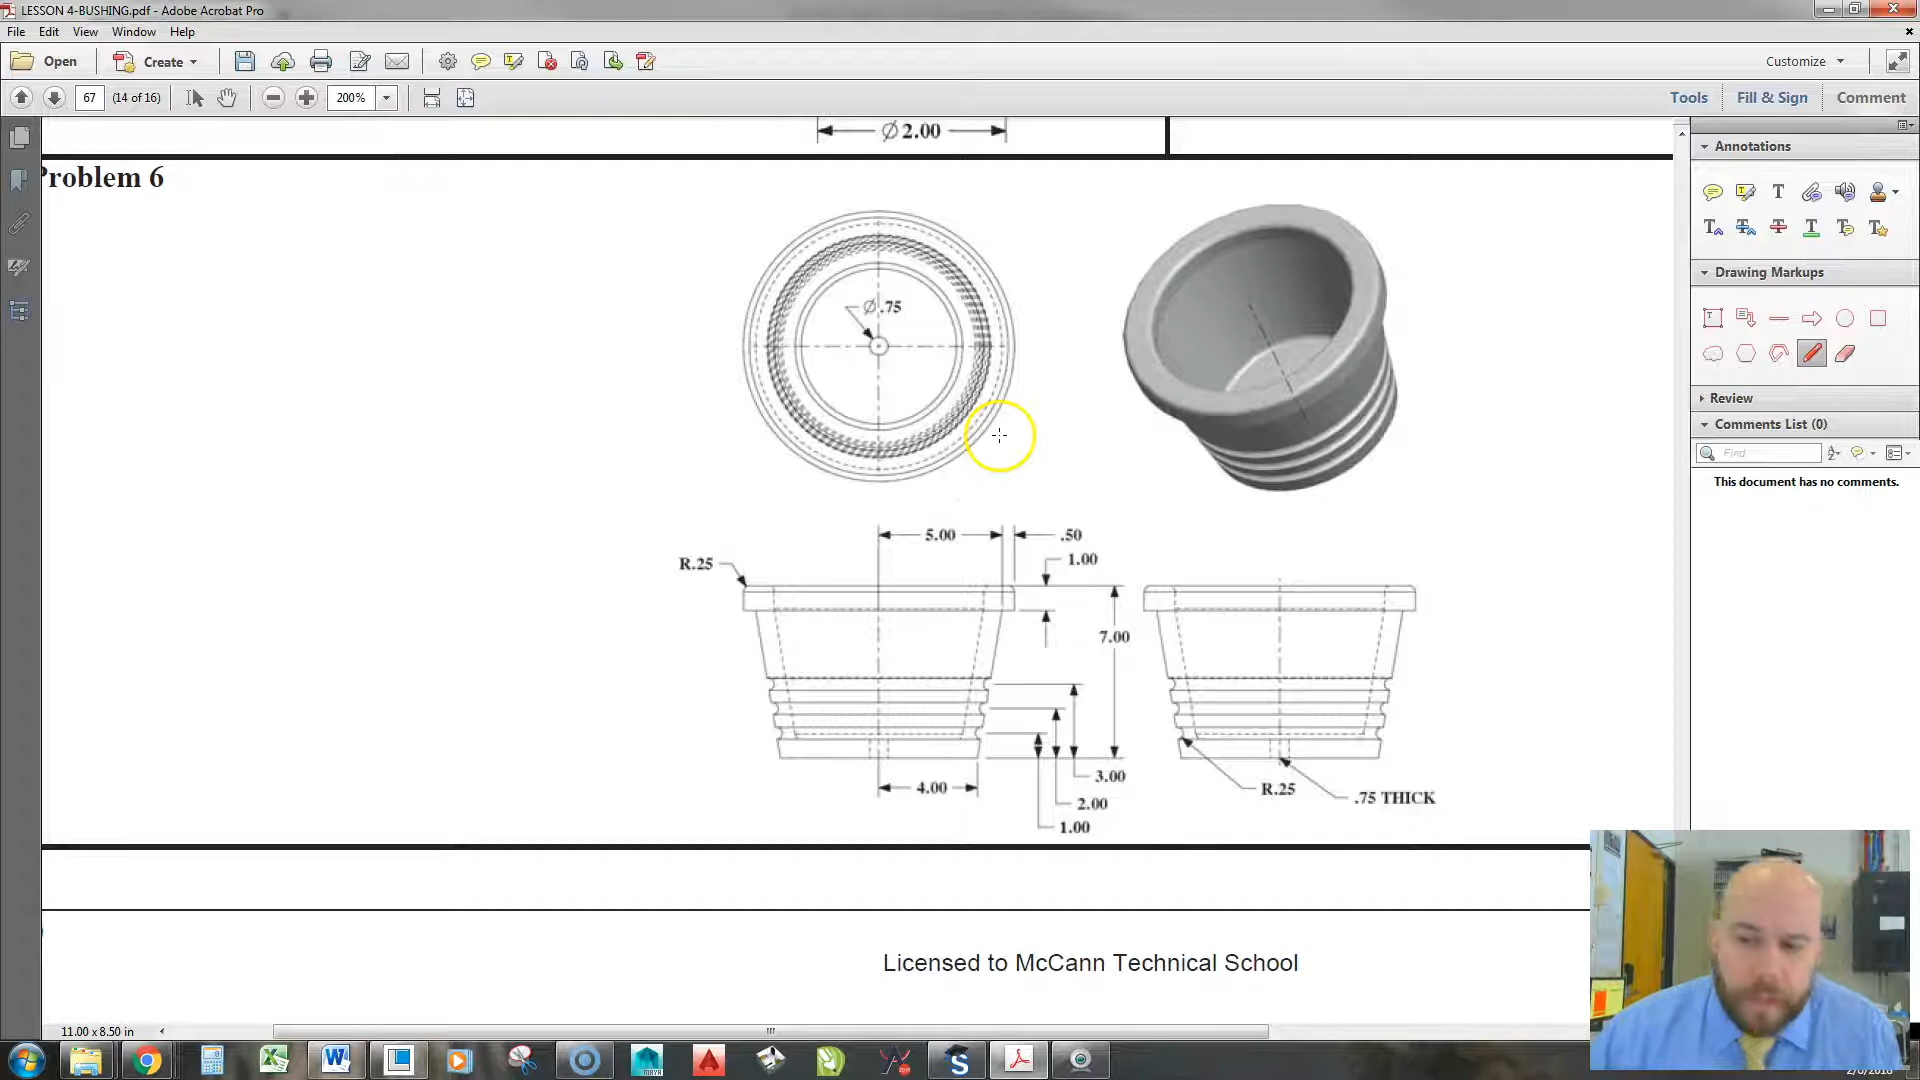 LESSON 4-BUSHING.pdf - Adobe Acrobat Pro
File Edit View Window Help
Open Create Customize
67 (14 of 16) 200% Tools Fill & Sign Comment
Ø 2.00
Annotations
Problem 6
Drawing Markups
Ø .75
Review
Comments List (0)
Find
This document has no comments.
5.00 .50
R.25 1.00
7.00
4.00 3.00
2.00
1.00
R.25
.75 THICK
Licensed to McCann Technical School
11.00 x 8.50 in